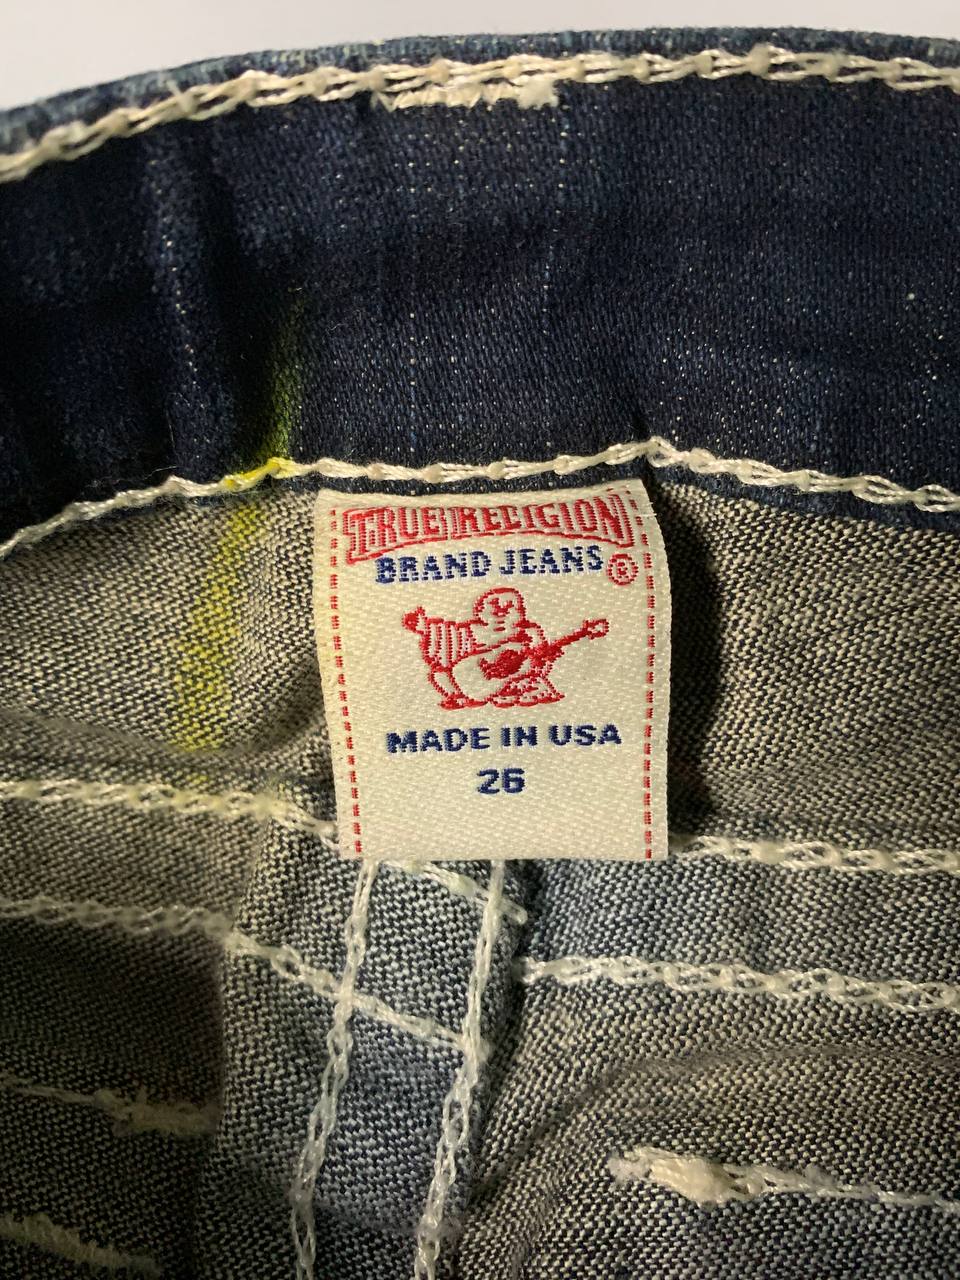 TRUE RELIGION
BRAND JEANS ®
MADE IN USA
26